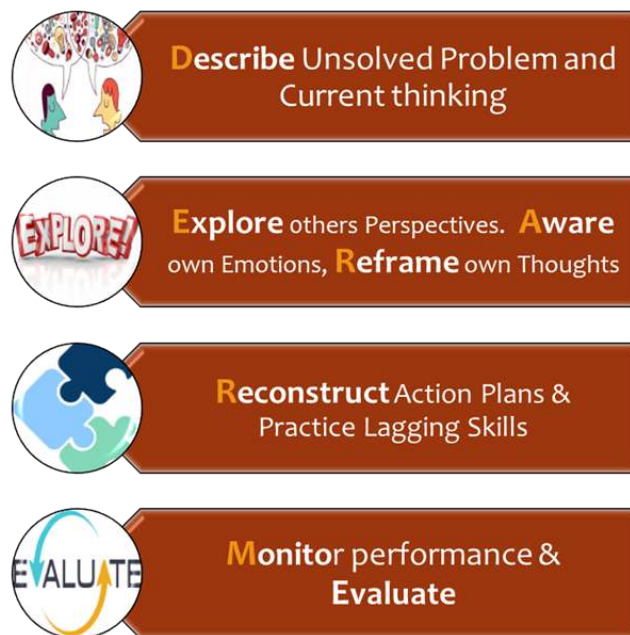 Describe Unsolved Problem and
Current thinking
EXPLORE!
Explore others Perspectives. Aware
own Emotions, Reframe own Thoughts
Reconstruct Action Plans &
Practice Lagging Skills
EVALUATE
Monitor performance &
Evaluate